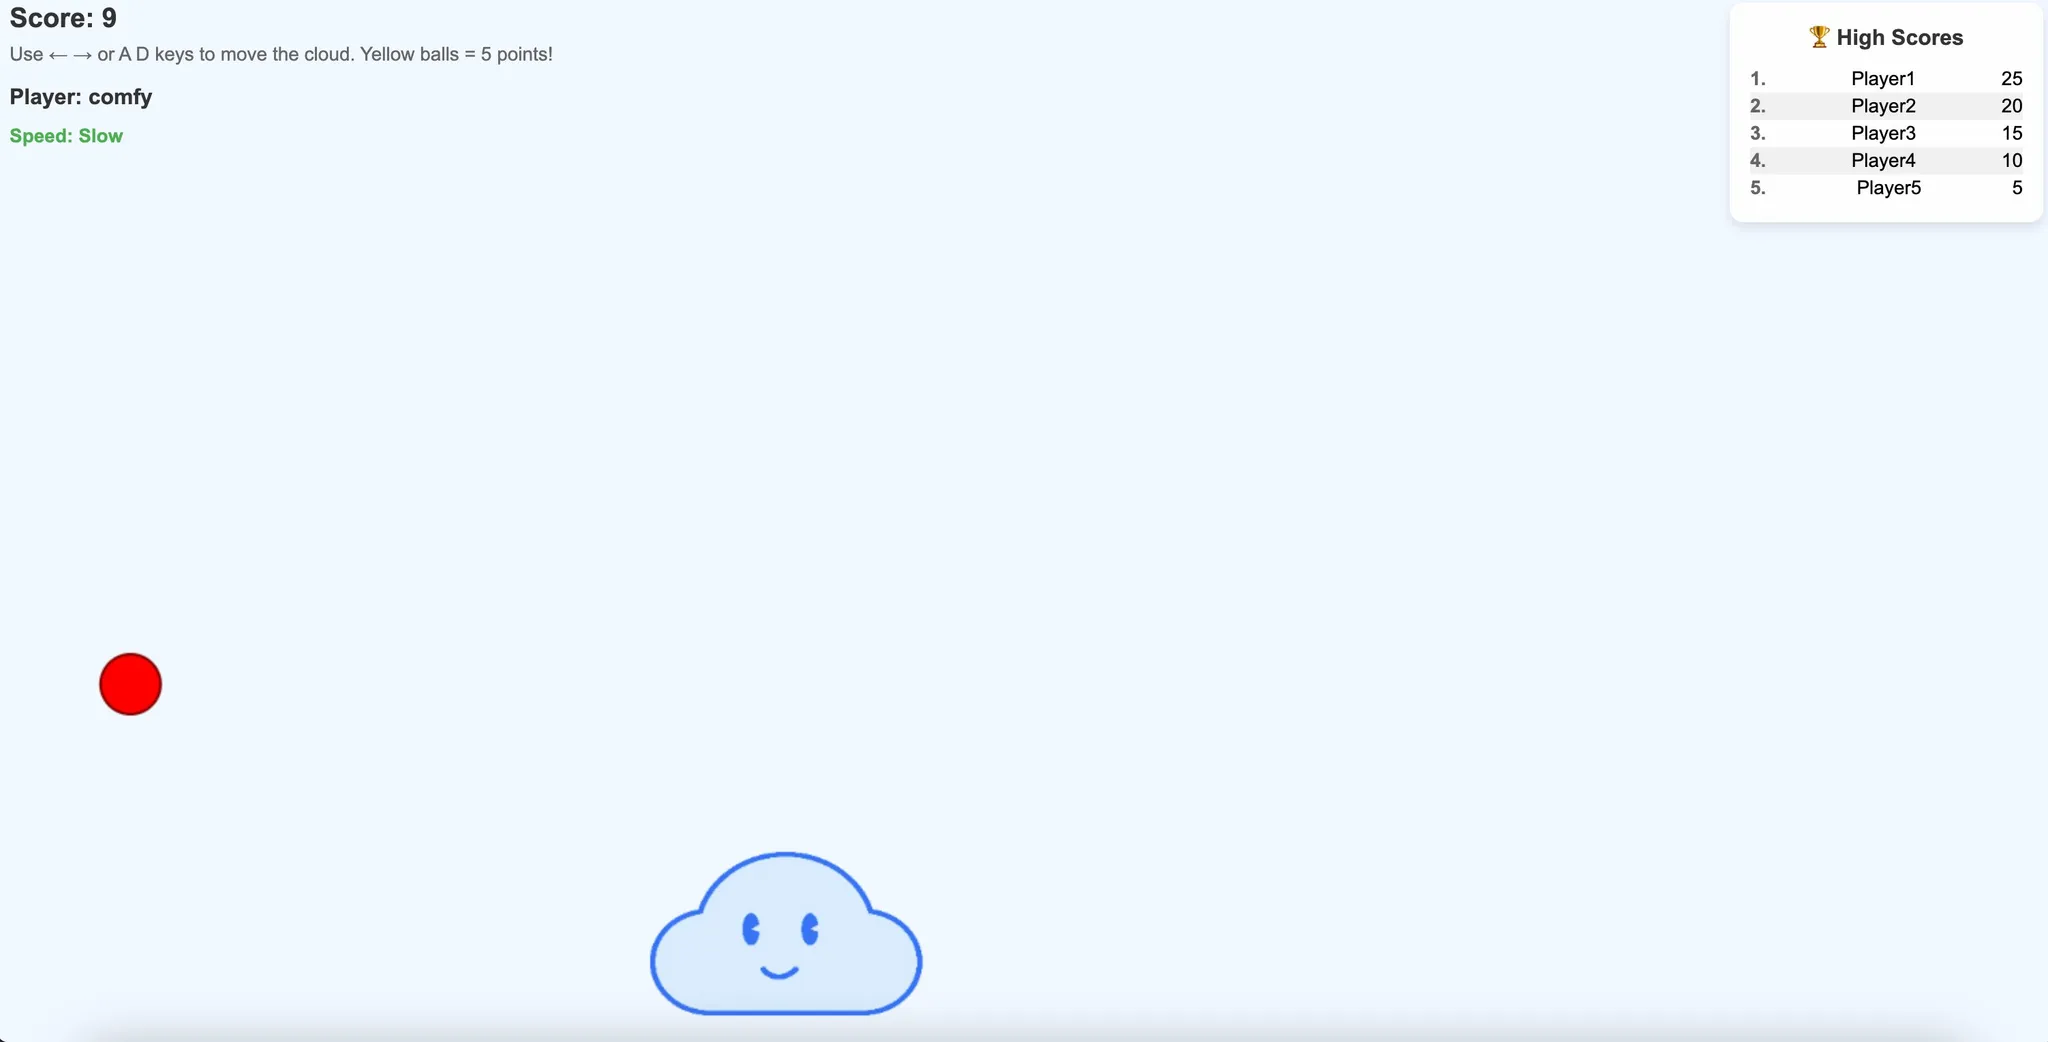 Score: 9
Use ← → or A D keys to move the cloud. Yellow balls = 5 points!
Player: comfy
Speed: Slow
🏆 High Scores
1. Player1 25
2. Player2 20
3. Player3 15
4. Player4 10
5. Player5 5